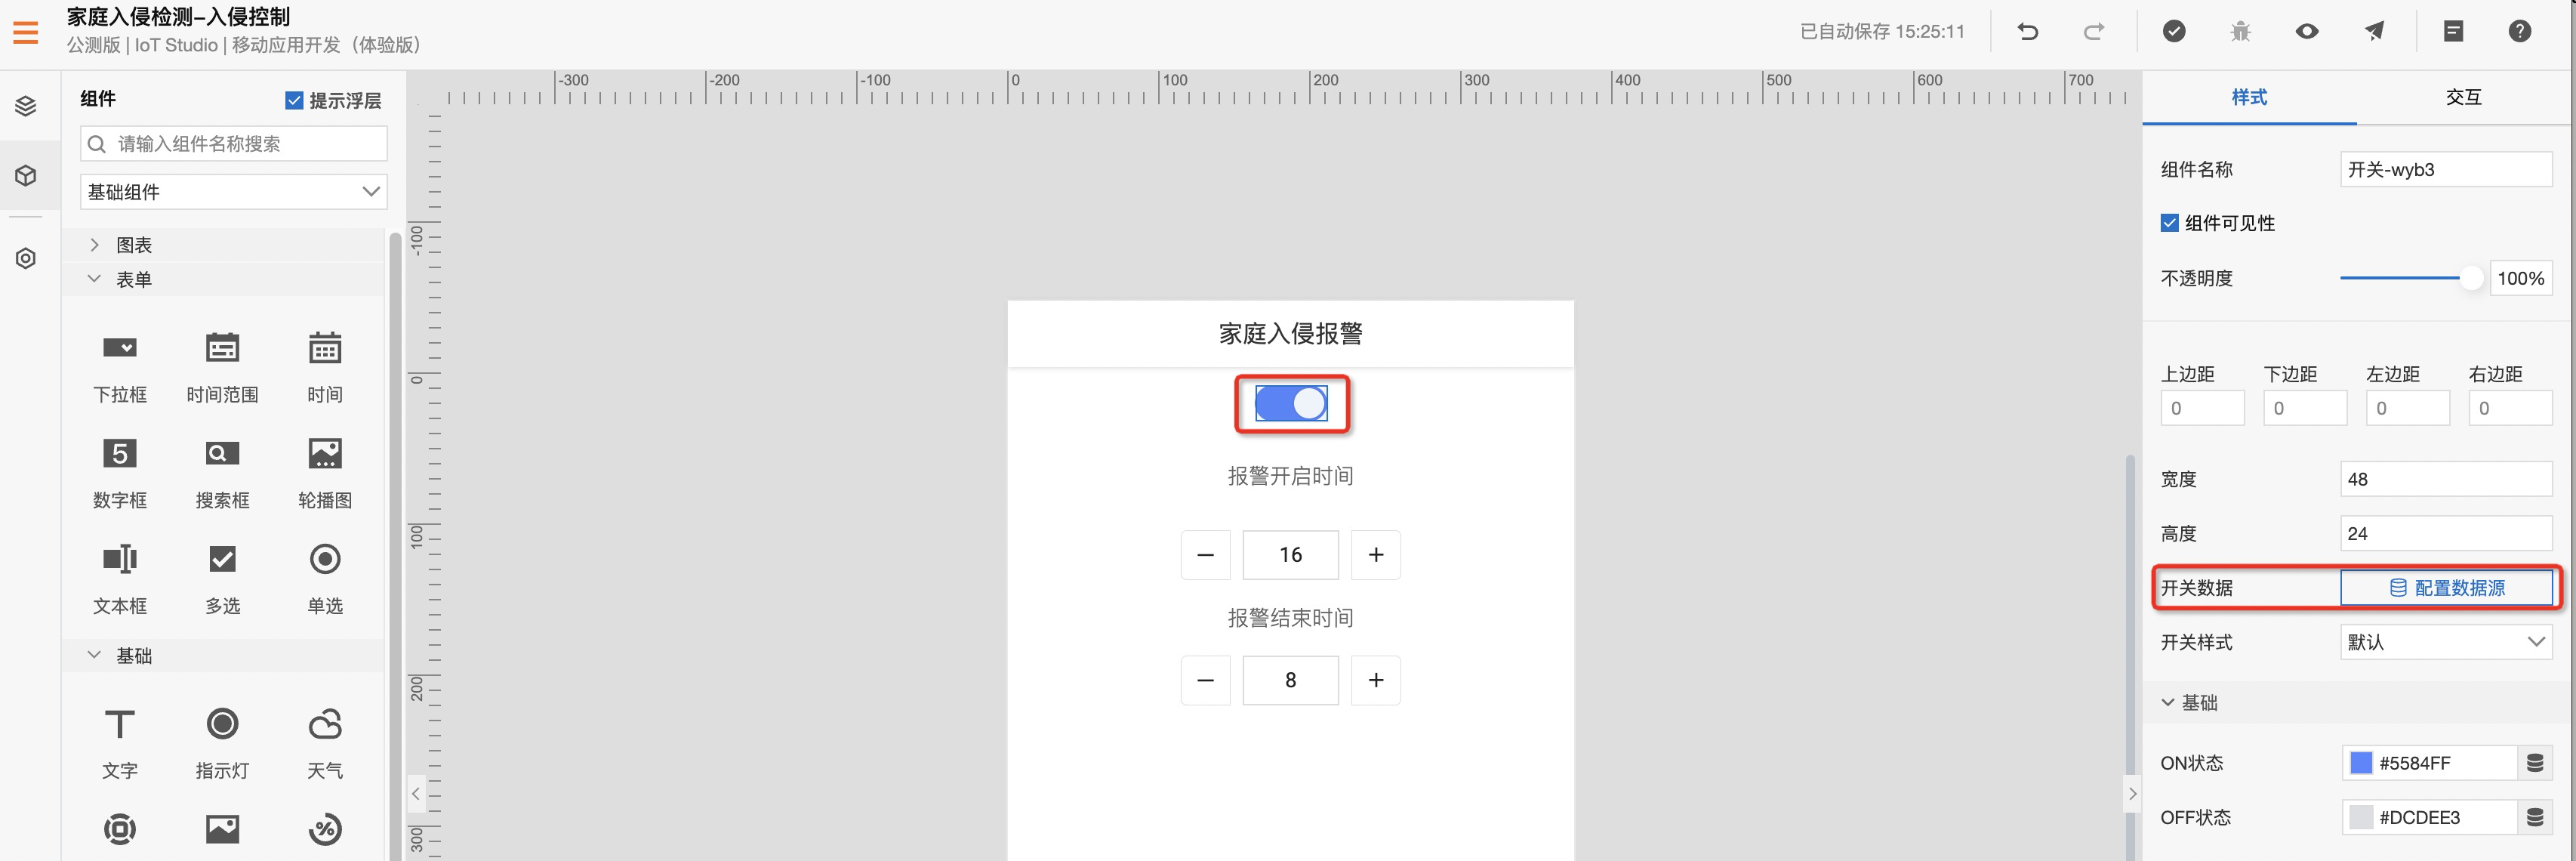 家庭入侵检测-入侵控制
公测版 | IoT Studio | 移动应用开发（体验版）
已自动保存 15:25:11
组件
提示浮层
请输入组件名称搜索
基础组件
图表
表单
下拉框 时间范围 时间
5
数字框 搜索框 轮播图
文本框 多选 单选
基础
文字 指示灯 天气
-300 -200 -100 0 100 200 300 400 500 600 700
-100
0
100
200
300
家庭入侵报警
报警开启时间
— 16 +
报警结束时间
— 8 +
样式 交互
组件名称 开关-wyb3
组件可见性
不透明度 100%
上边距 下边距 左边距 右边距
0 0 0 0
宽度 48
高度 24
开关数据 配置数据源
开关样式 默认
基础
ON状态 #5584FF
OFF状态 #DCDEE3